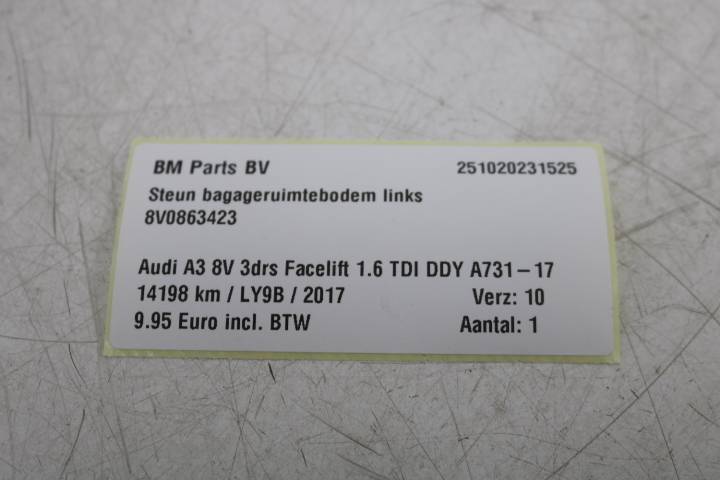 BM Parts BV 251020231525
Steun bagageruimtebodem links
8V0863423
Audi A3 8V 3drs Facelift 1.6 TDI DDY A731-17
14198 km / LY9B / 2017 Verz: 10
9.95 Euro incl. BTW Aantal: 1